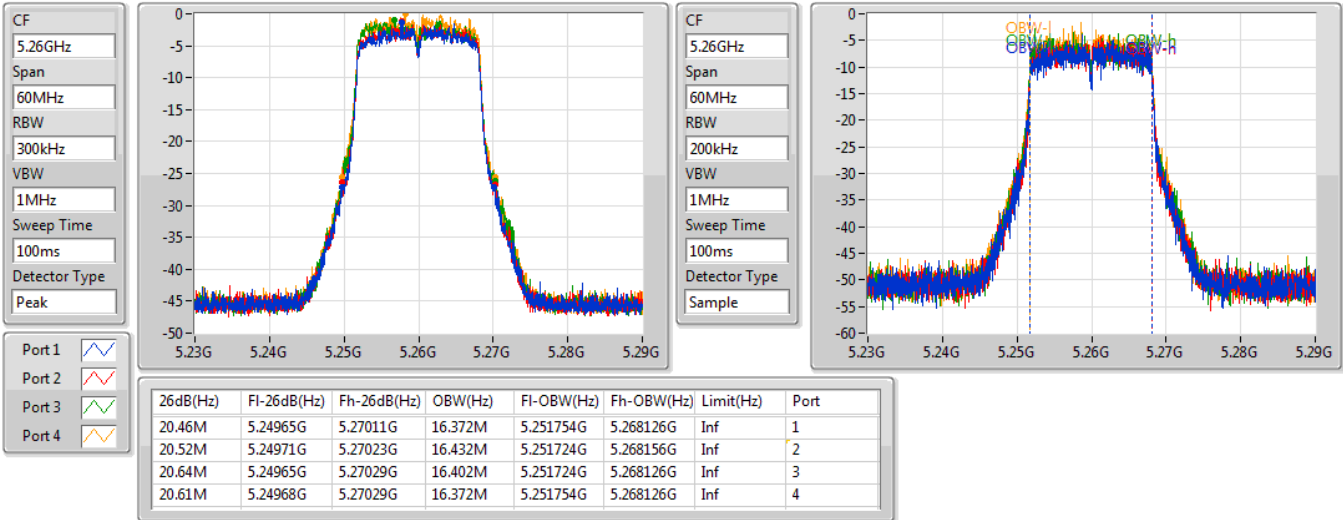 CF
5.26GHz
Span
60MHz
RBW
300kHz
VBW
1MHz
Sweep Time
100ms
Detector Type
Peak
0
-5
-10
-15
-20
-25
-30
-35
-40
-45
-50
5.23G 5.24G 5.25G 5.26G 5.27G 5.28G 5.29G
CF
5.26GHz
Span
60MHz
RBW
200kHz
VBW
1MHz
Sweep Time
100ms
Detector Type
Sample
0
-5
-10
-15
-20
-25
-30
-35
-40
-45
-50
-55
-60
OBW-l
OBW-h
OBW-h
5.23G 5.24G 5.25G 5.26G 5.27G 5.28G 5.29G
Port 1
Port 2
Port 3
Port 4
26dB(Hz) Fl-26dB(Hz) Fh-26dB(Hz) OBW(Hz) Fl-OBW(Hz) Fh-OBW(Hz) Limit(Hz) Port
20.46M 5.24965G 5.27011G 16.372M 5.251754G 5.268126G Inf 1
20.52M 5.24971G 5.27023G 16.432M 5.251724G 5.268156G Inf 2
20.64M 5.24965G 5.27029G 16.402M 5.251724G 5.268126G Inf 3
20.61M 5.24968G 5.27029G 16.372M 5.251754G 5.268126G Inf 4